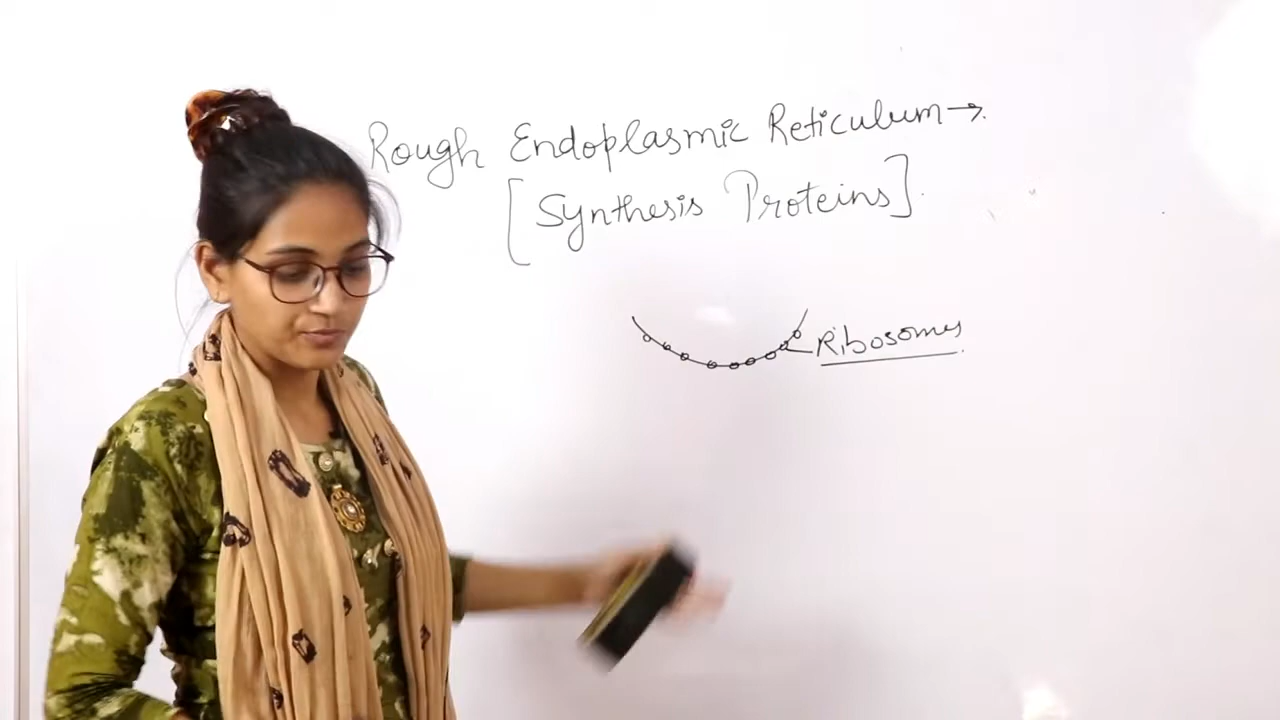 Rough Endoplasmic Reticulum →
[Synthesis Proteins]
Ribosomes